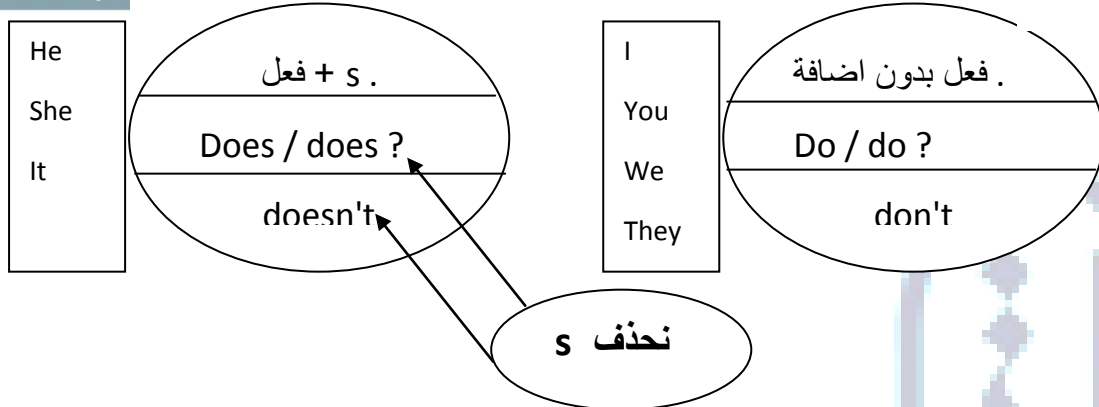 He
She
It
فعل + s .
Does / does ?
doesn't
I
You
We
They
فعل بدون اضافة .
Do / do ?
don't
نحذف s